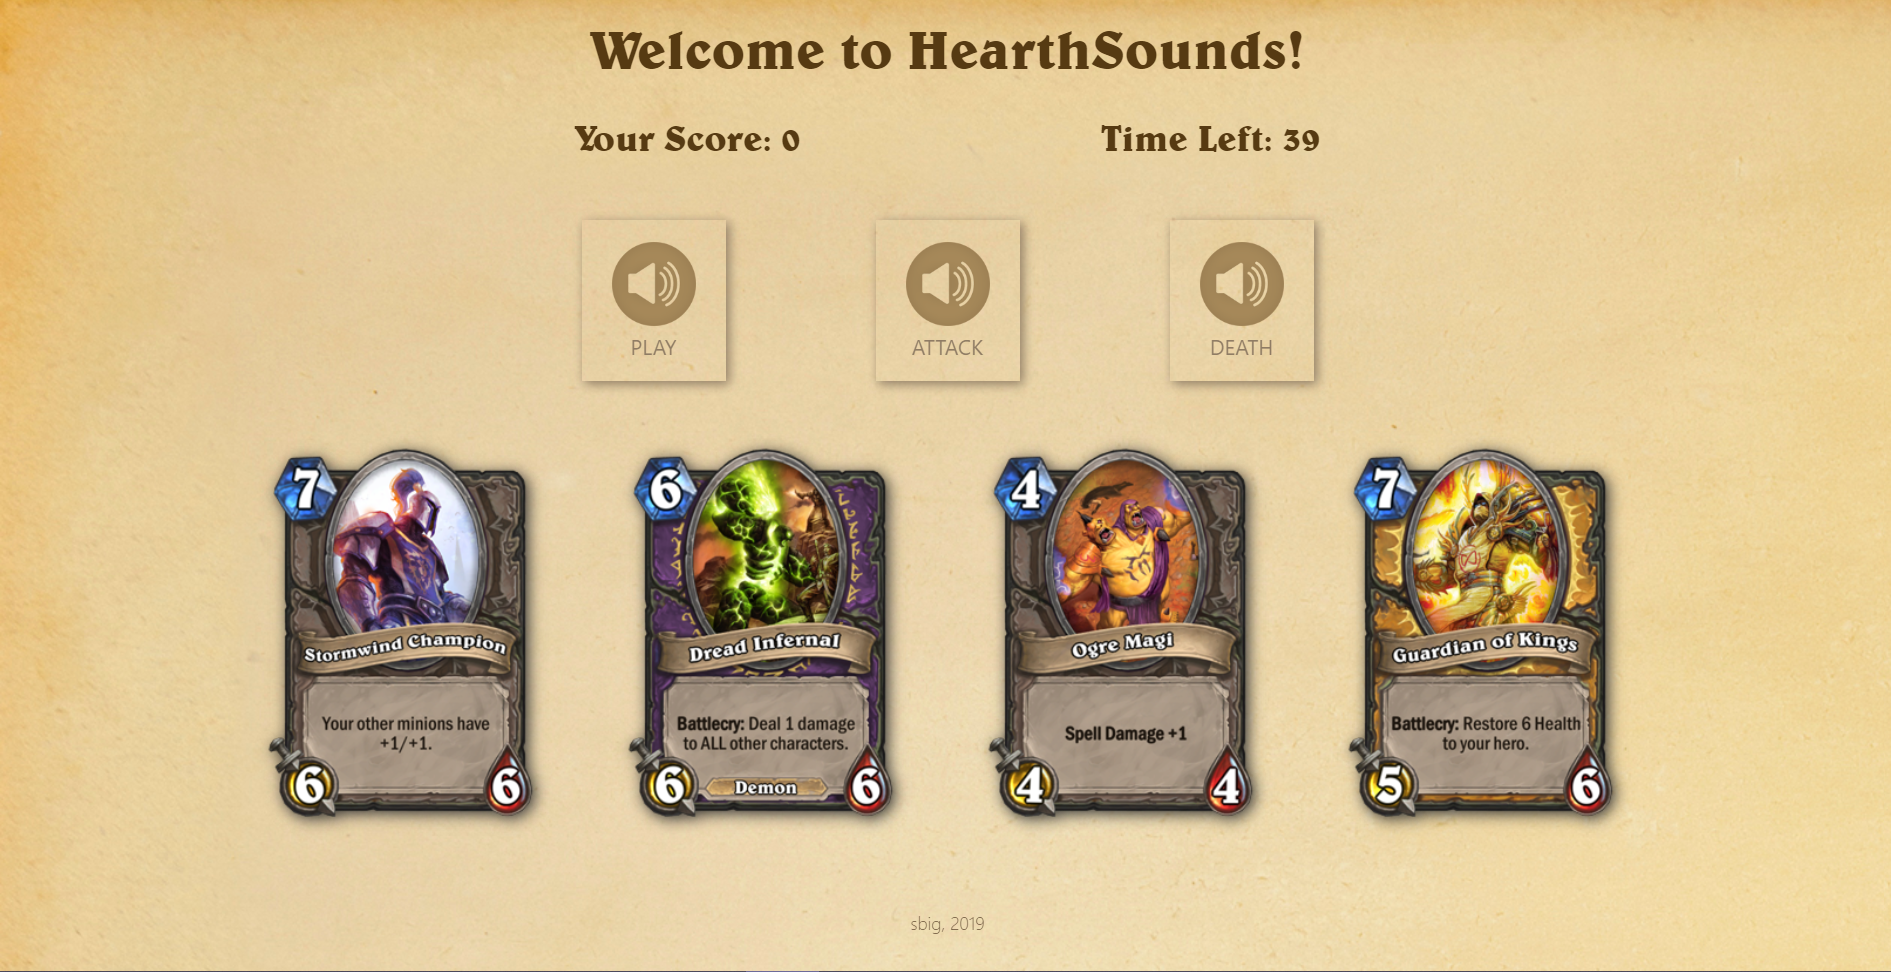 Welcome to HearthSounds!
Your Score: 0
Time Left: 39
PLAY
ATTACK
DEATH
7
Stormwind Champion
Your other minions have
+1/+1.
6
6
6
Dread Infernal
Battlecry: Deal 1 damage
to ALL other characters.
6
Demon
6
4
Ogre Magi
Spell Damage +1
4
4
7
Guardian of Kings
Battlecry: Restore 6 Health
to your hero.
5
6
sbig, 2019